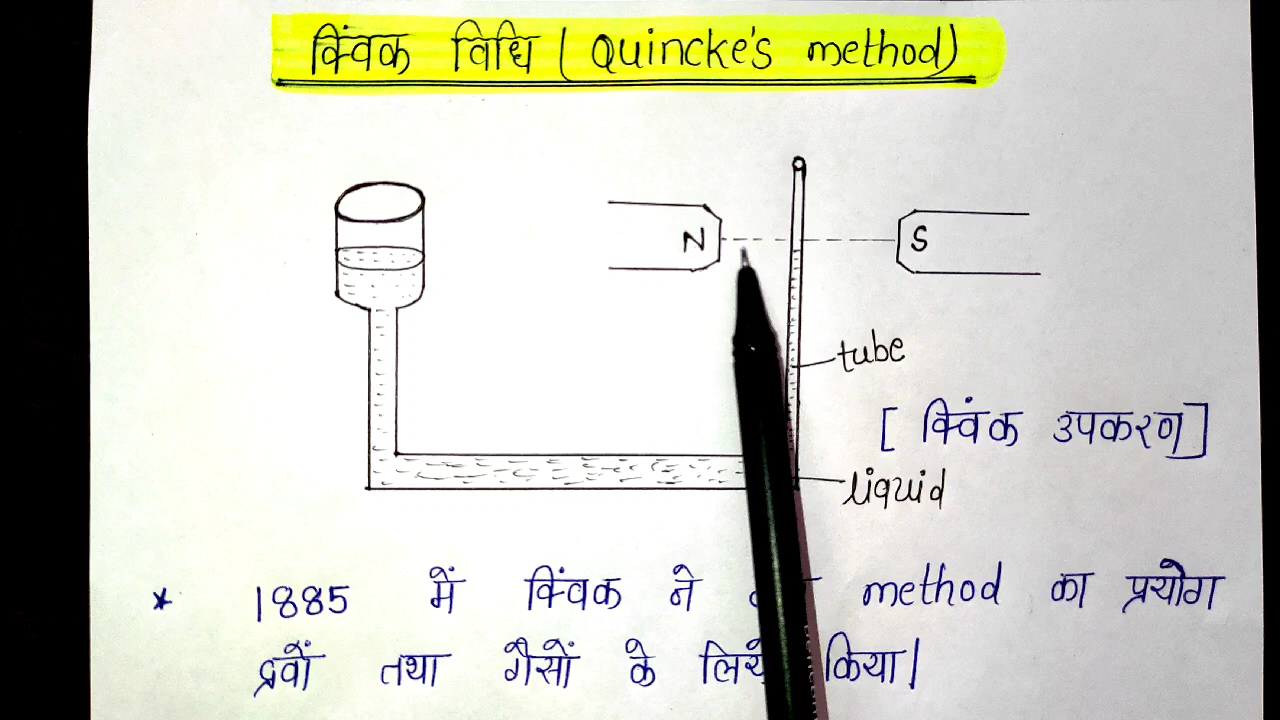 क्विंक विधि (Quincke's method)
N
S
tube
[ क्विंक उपकरण ]
liquid
* 1885 में क्विंक ने method का प्रयोग
द्रवों तथा गैसों के लिये किया।